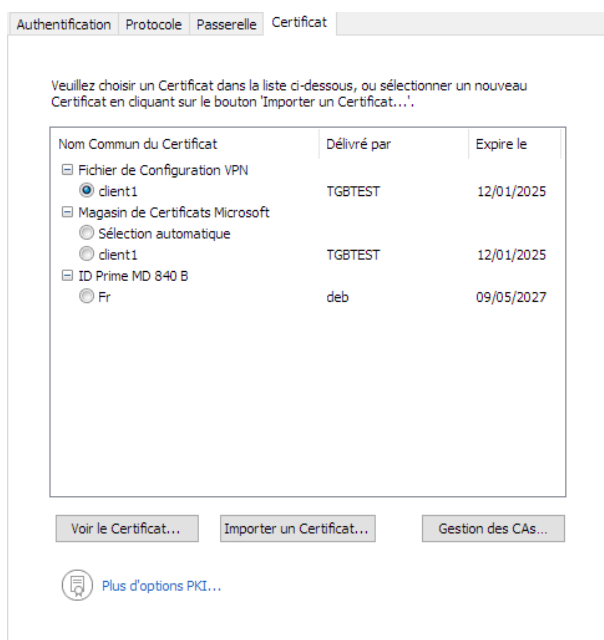 Authentification Protocole Passerelle Certificat
Veuillez choisir un Certificat dans la liste ci-dessous, ou sélectionner un nouveau
Certificat en cliquant sur le bouton 'Importer un Certificat...'.
Nom Commun du Certificat Délivré par Expire le
Fichier de Configuration VPN
client1 TGBTEST 12/01/2025
Magasin de Certificats Microsoft
Sélection automatique
client1 TGBTEST 12/01/2025
ID Prime MD 840 B
Fr deb 09/05/2027
Voir le Certificat... Importer un Certificat... Gestion des CAs...
Plus d'options PKI...